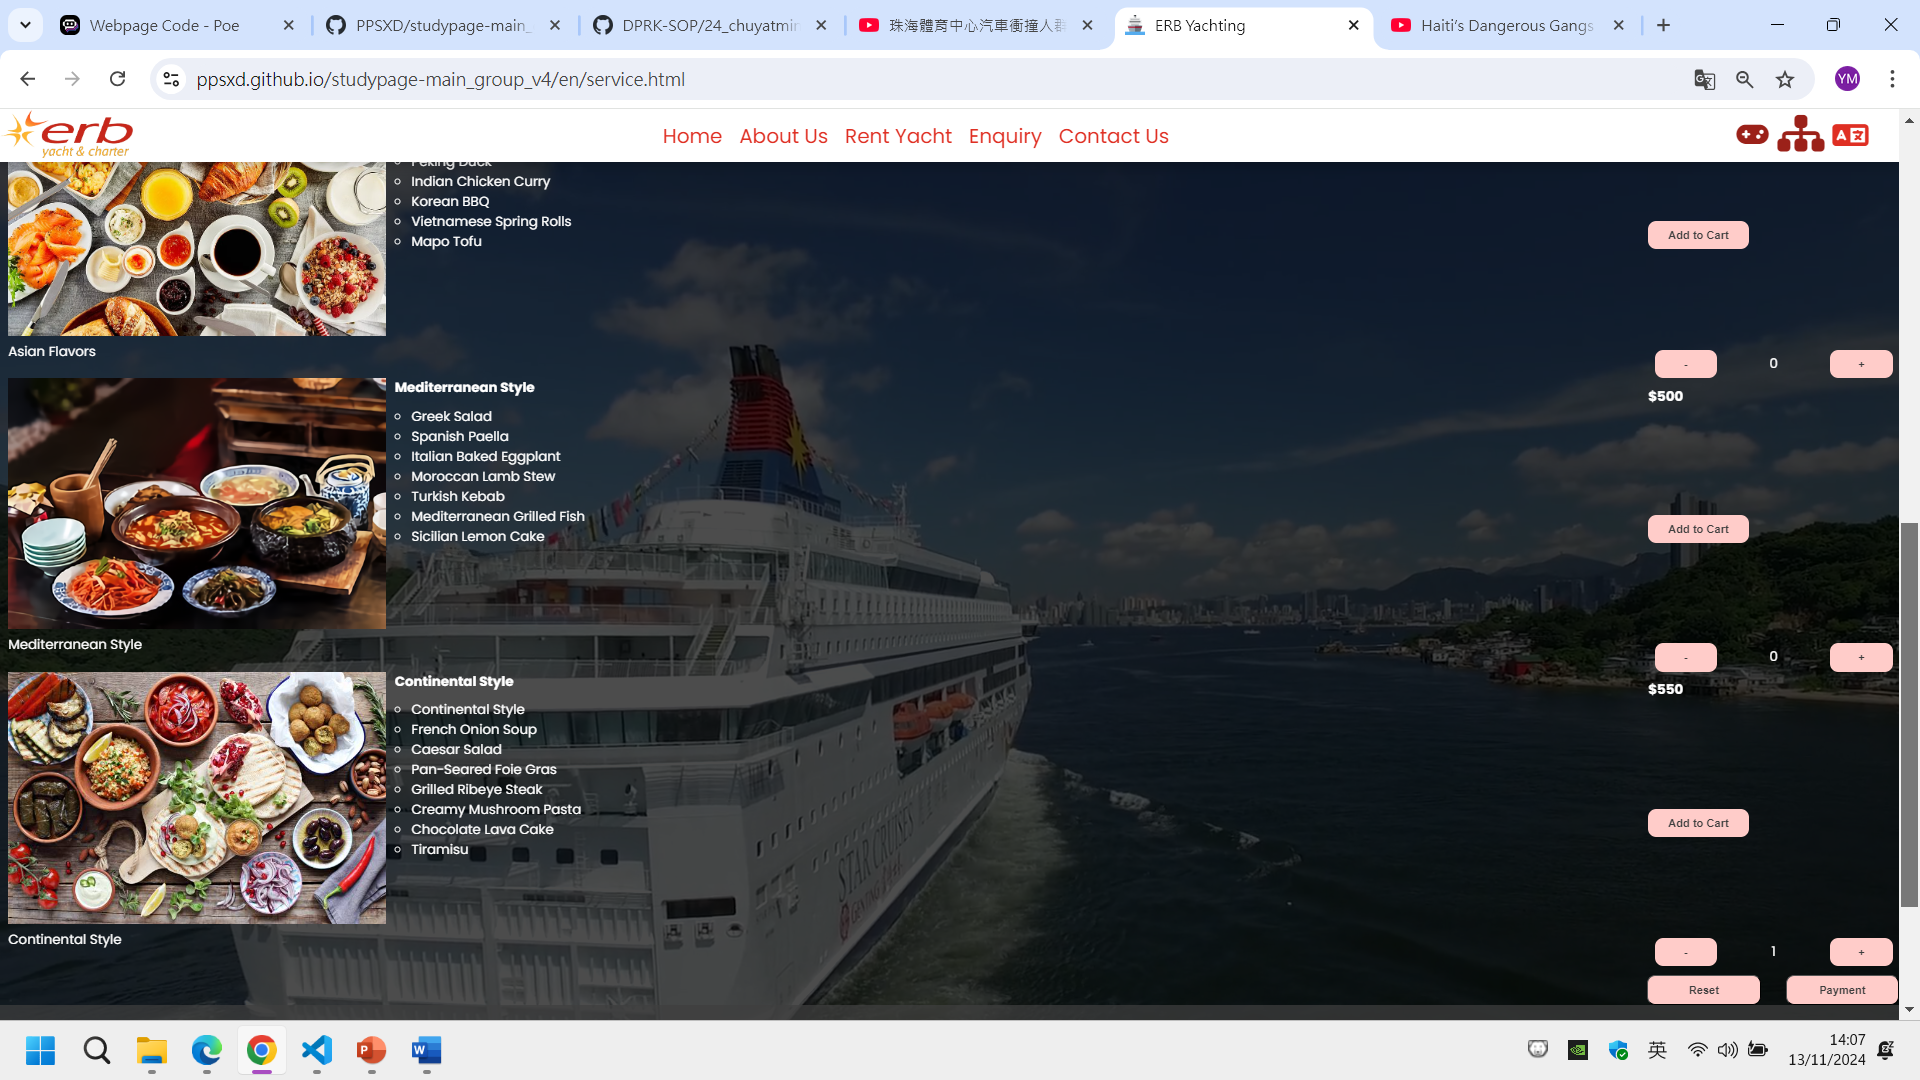 Webpage Code - Poe
PPSXD/studypage-main_
DPRK-SOP/24_chuyatmin
珠海體育中心汽車衝撞人群
ERB Yachting
Haiti's Dangerous Gangs
ppsxd.github.io/studypage-main_group_v4/en/service.html
YM
erb
yacht & charter
Home
About Us
Rent Yacht
Enquiry
Contact Us
Peking Duck
Indian Chicken Curry
Korean BBQ
Vietnamese Spring Rolls
Mapo Tofu
Add to Cart
Asian Flavors
-
0
+
Mediterranean Style
$500
Greek Salad
Spanish Paella
Italian Baked Eggplant
Moroccan Lamb Stew
Turkish Kebab
Mediterranean Grilled Fish
Sicilian Lemon Cake
Add to Cart
Mediterranean Style
-
0
+
Continental Style
$550
Continental Style
French Onion Soup
Caesar Salad
Pan-Seared Foie Gras
Grilled Ribeye Steak
Creamy Mushroom Pasta
Chocolate Lava Cake
Tiramisu
Add to Cart
STAR CRUISES
Continental Style
-
1
+
Reset
Payment
英
14:07
13/11/2024